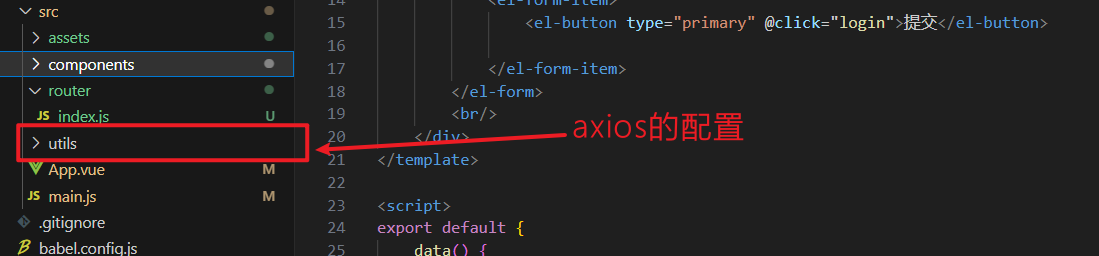 src
assets
components
router
JS index.js U
utils
App.vue M
JS main.js M
.gitignore
babel.config.js
14 <el-form-item>
15 <el-button type="primary" @click="login">提交</el-button>
16
17 </el-form-item>
18 </el-form>
19 <br/>
20 </div>
21 </template>
22
23 <script>
24 export default {
25 data() {
axios的配置